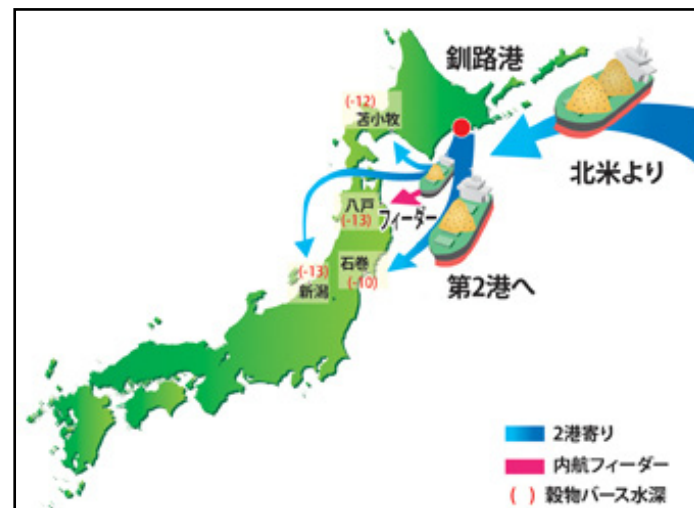 釧路港
(-12)
苫小牧
北米より
八戸
(-13)
フィーダー
石巻
(-10)
(-13)
新潟
第2港へ
2港寄り
内航フィーダー
( ) 穀物バース水深